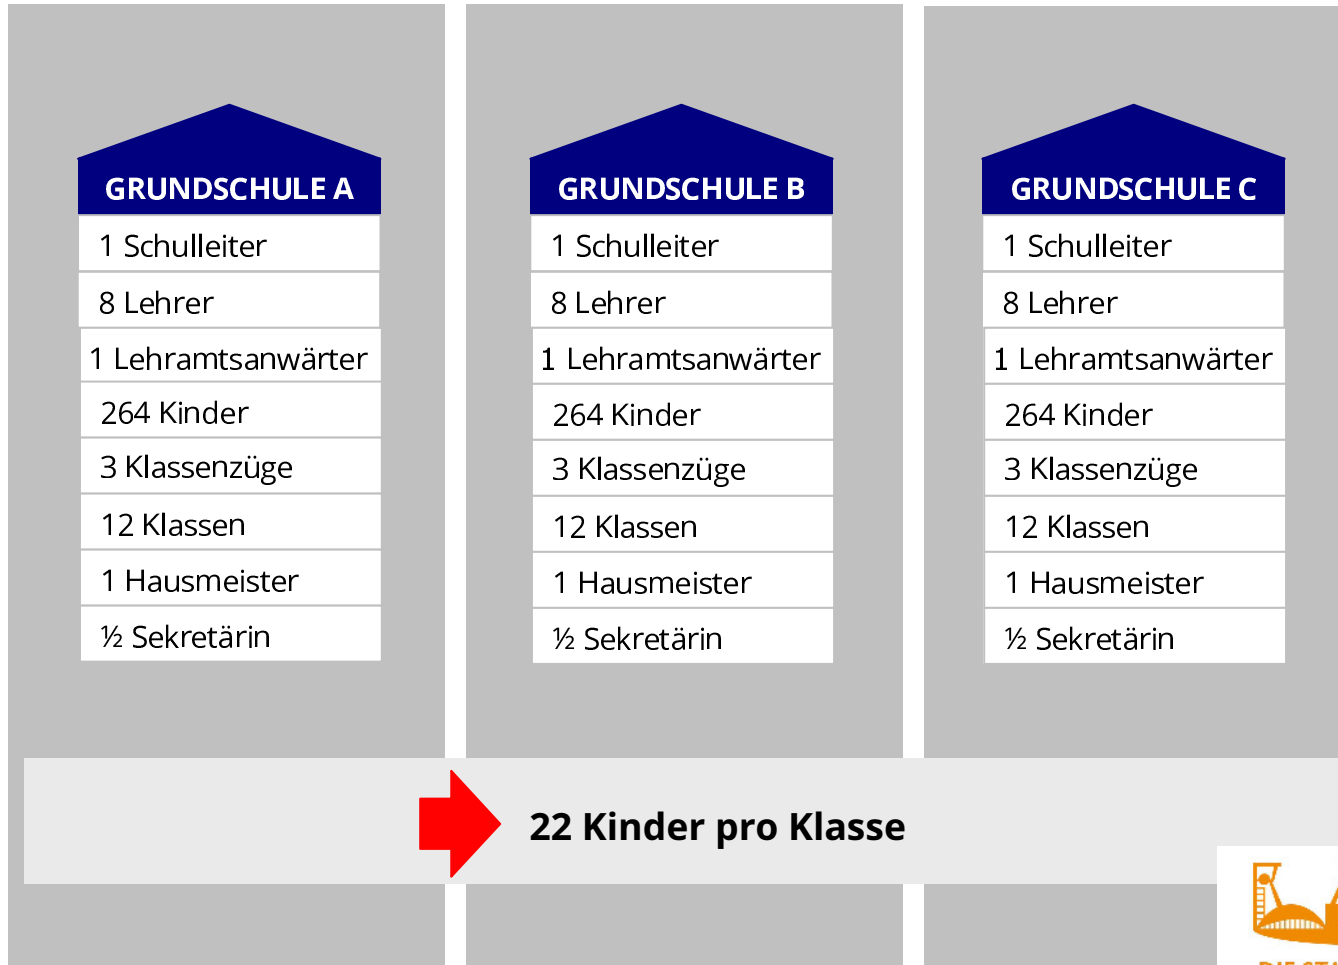 GRUNDSCHULE A
1 Schulleiter
8 Lehrer
1 Lehramtsanwärter
264 Kinder
3 Klassenzüge
12 Klassen
1 Hausmeister
½ Sekretärin
GRUNDSCHULE B
1 Schulleiter
8 Lehrer
1 Lehramtsanwärter
264 Kinder
3 Klassenzüge
12 Klassen
1 Hausmeister
½ Sekretärin
GRUNDSCHULE C
1 Schulleiter
8 Lehrer
1 Lehramtsanwärter
264 Kinder
3 Klassenzüge
12 Klassen
1 Hausmeister
½ Sekretärin
22 Kinder pro Klasse